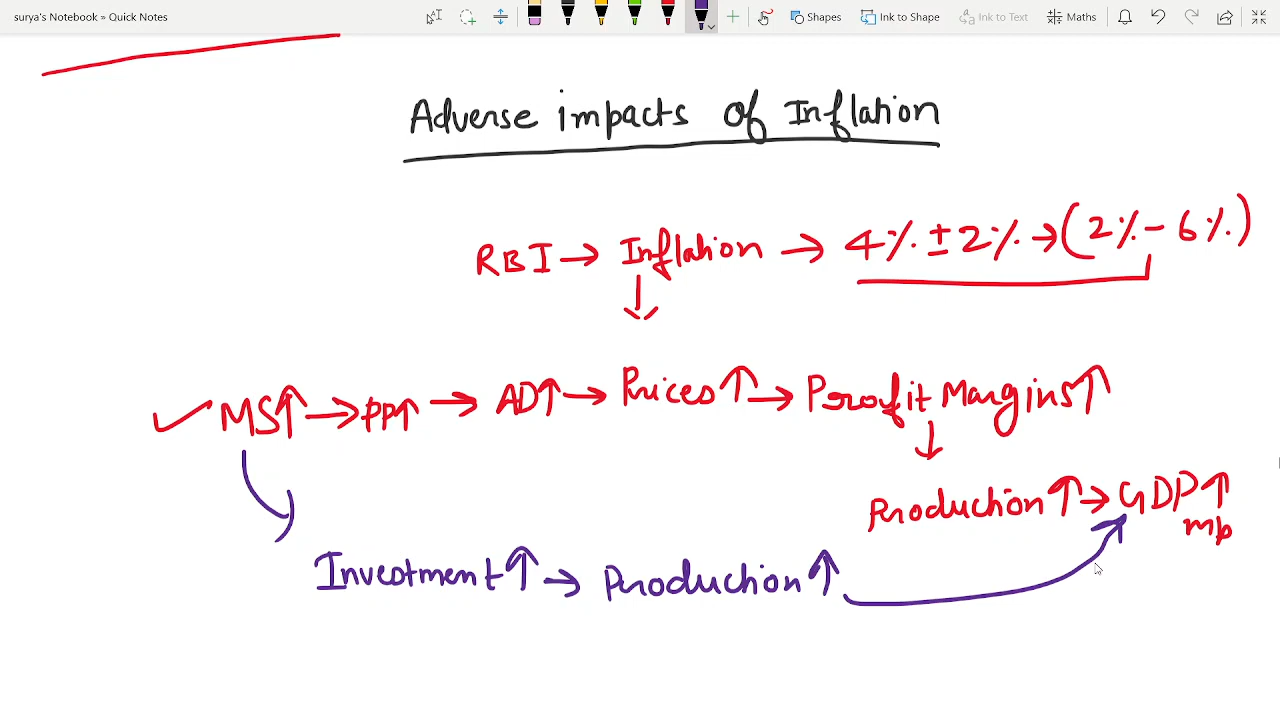 surya's Notebook » Quick Notes
Shapes Ink to Shape Ink to Text Maths
Adverse impacts of Inflation
RBI → Inflation → 4% ± 2% → (2% - 6%)
↓
✓ MS↑ → PP↑ → AD↑ → Prices↑ → Profit Margins↑
↓
Production↑ → GDP↑
mp
Investment↑ → Production↑